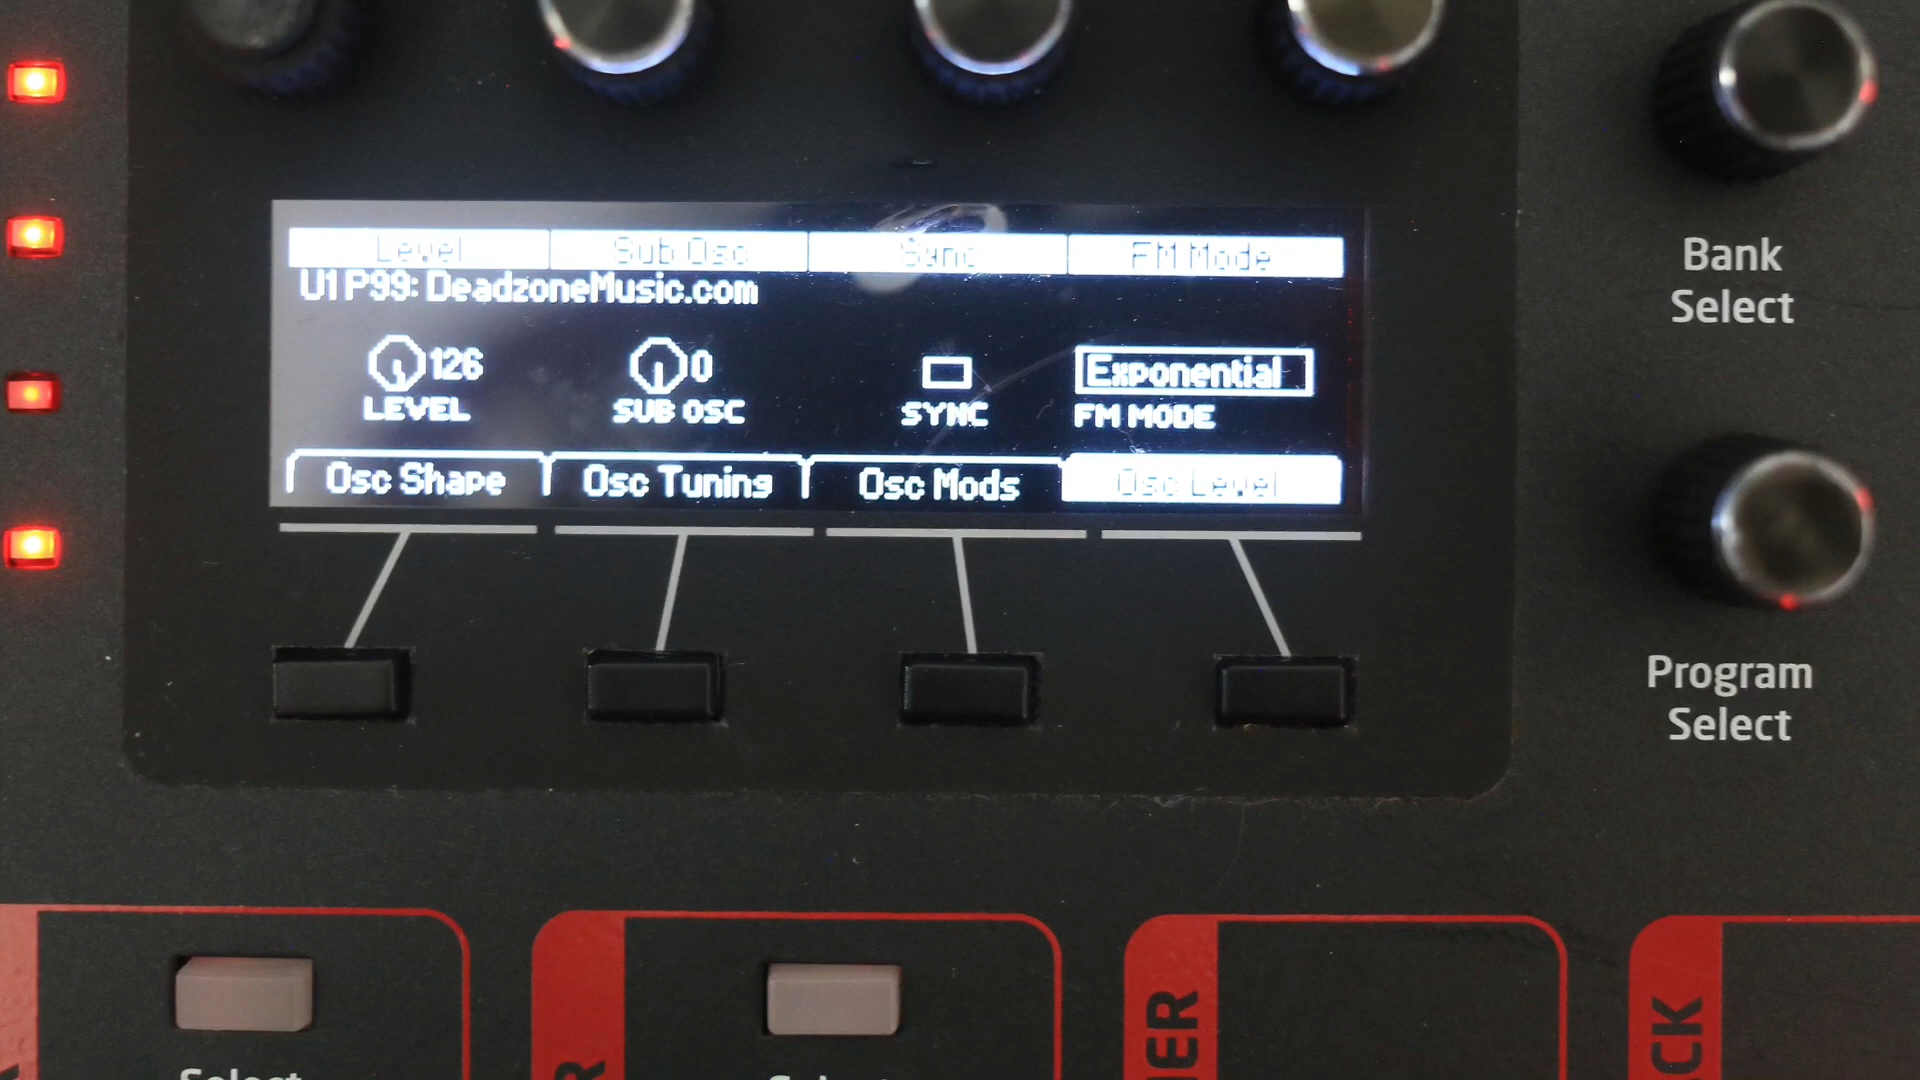 Level Sub Osc Sync FM Mode
U1 P99: DeadzoneMusic.com
126 0 Exponential
LEVEL SUB OSC SYNC FM MODE
Osc Shape Osc Tuning Osc Mods Osc Level
Bank
Select
Program
Select
Select